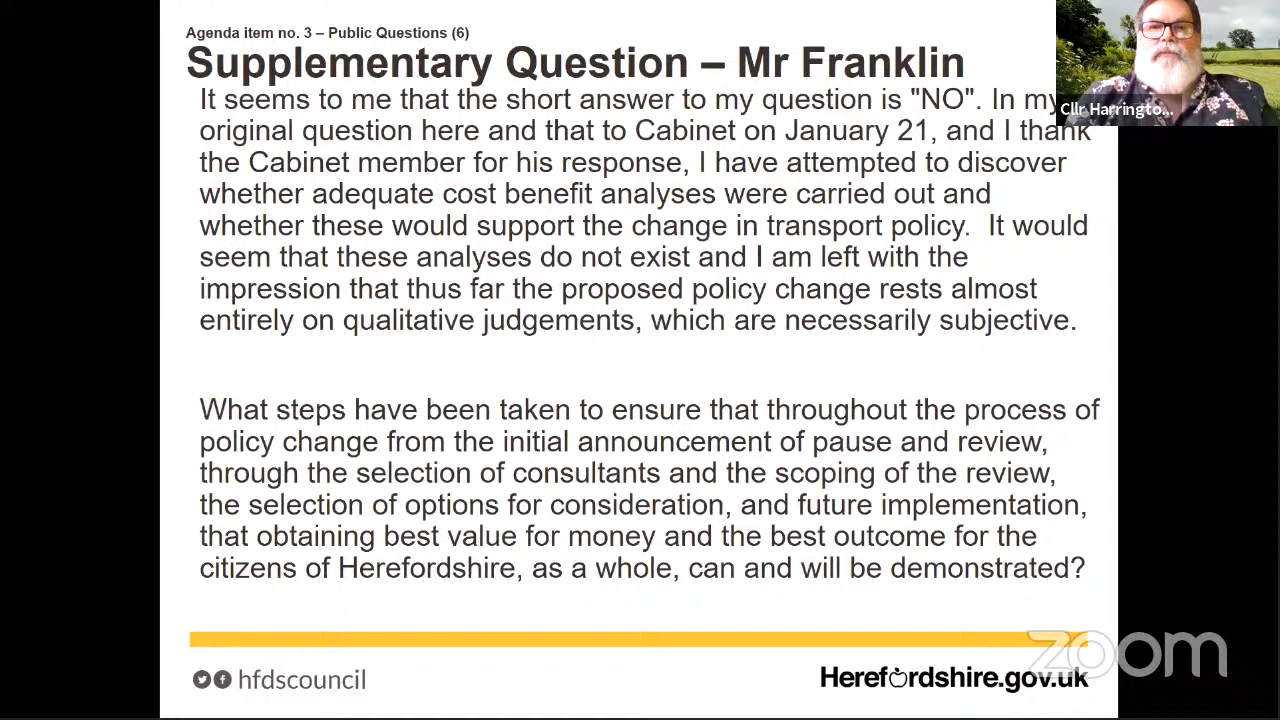 Agenda item no. 3 – Public Questions (6)
Supplementary Question – Mr Franklin
It seems to me that the short answer to my question is "NO". In my
original question here and that to Cabinet on January 21, and I thank
the Cabinet member for his response, I have attempted to discover
whether adequate cost benefit analyses were carried out and
whether these would support the change in transport policy.  It would
seem that these analyses do not exist and I am left with the
impression that thus far the proposed policy change rests almost
entirely on qualitative judgements, which are necessarily subjective.
What steps have been taken to ensure that throughout the process of
policy change from the initial announcement of pause and review,
through the selection of consultants and the scoping of the review,
the selection of options for consideration, and future implementation,
that obtaining best value for money and the best outcome for the
citizens of Herefordshire, as a whole, can and will be demonstrated?
hfdscouncil
Herefordshire.gov.uk
Cllr Harringto...
zoom